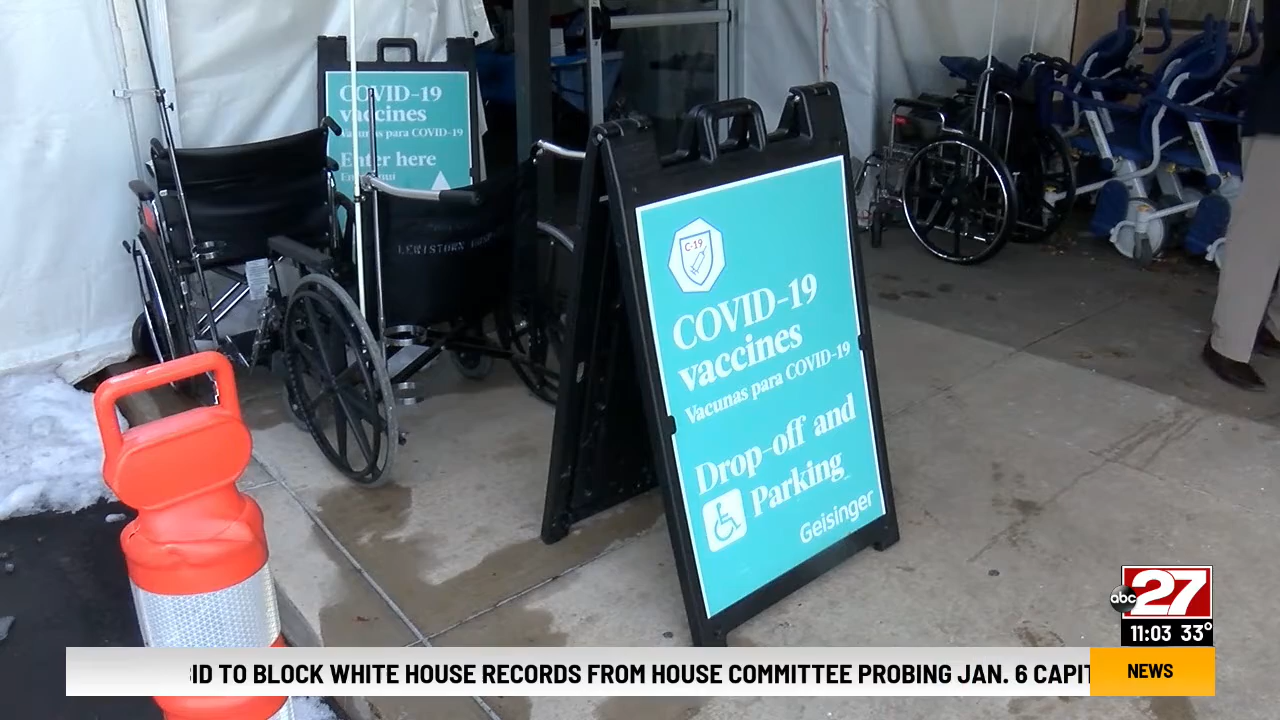 COVID-19
vaccines
Vacunas para COVID-19
Enter here
LEWISTOWN
C-19
COVID-19
vaccines
Vacunas para COVID-19
Drop-off and
Parking
Geisinger
abc 27
11:03 33°
ID TO BLOCK WHITE HOUSE RECORDS FROM HOUSE COMMITTEE PROBING JAN. 6 CAPIT
NEWS